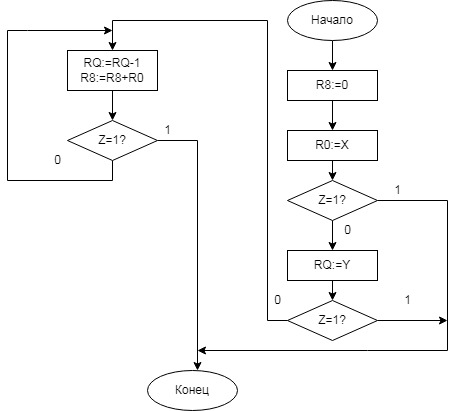 Начало
R8:=0
R0:=X
Z=1?
1
0
RQ:=Y
Z=1?
0
1
RQ:=RQ-1
R8:=R8+R0
Z=1?
1
0
Конец